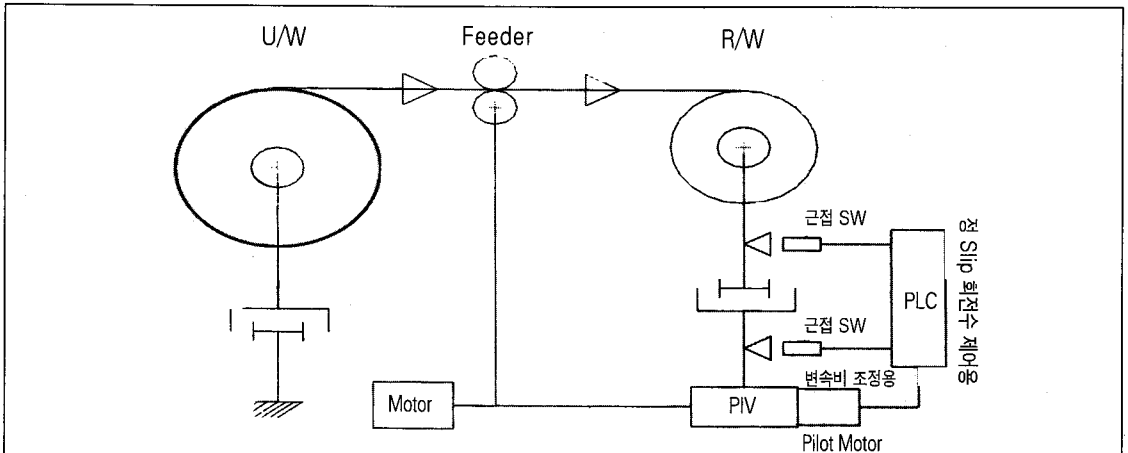 U/W
Feeder
R/W
근접 SW
정 Slip 회전수 제어용
PLC
근접 SW
변속비 조정용
Motor
PIV
Pilot Motor